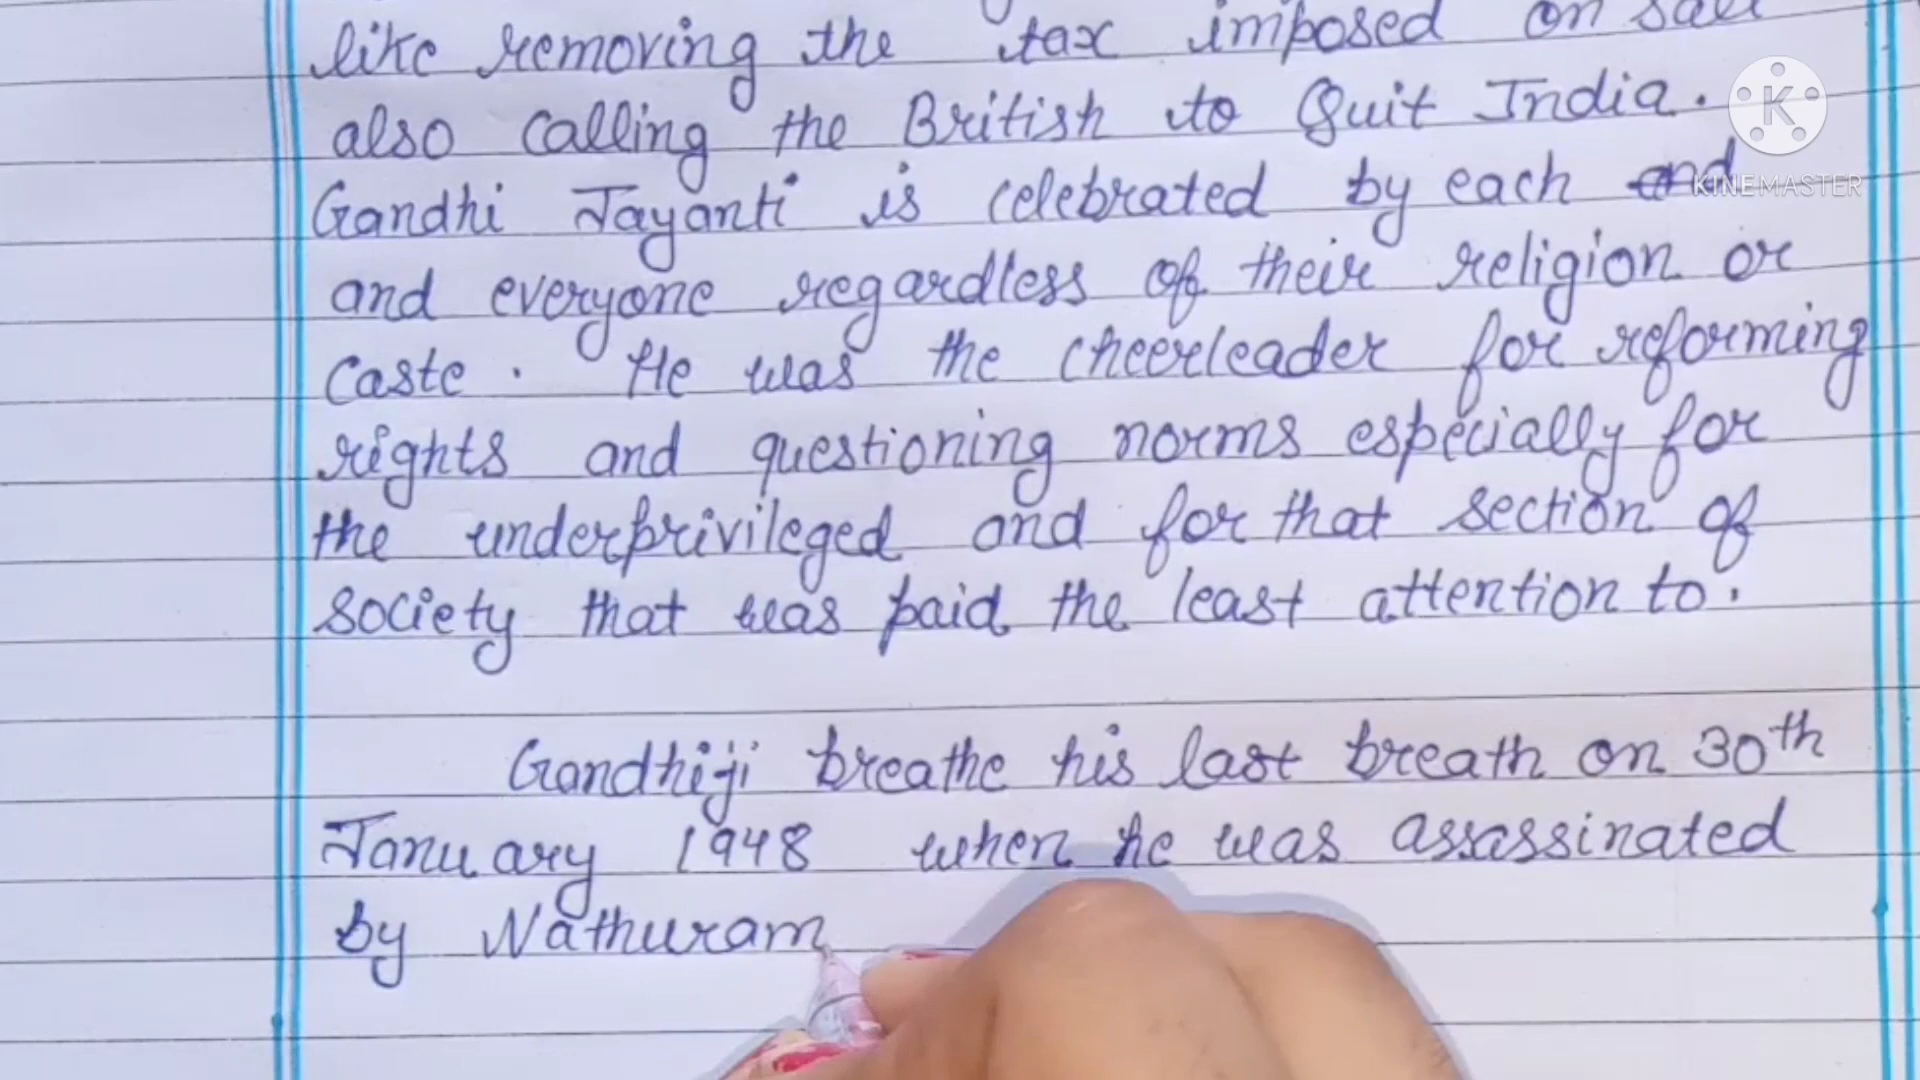 like removing the tax imposed on salt
also calling the British to Quit India.
Gandhi Jayanti is celebrated by each and
and everyone regardless of their religion or
caste. He was the cheerleader for reforming
rights and questioning norms especially for
the underprivileged and for that section of
society that was paid the least attention to.
Gandhiji breathe his last breath on 30th
January 1948 when he was assassinated
by Nathuram
K
KINEMASTER